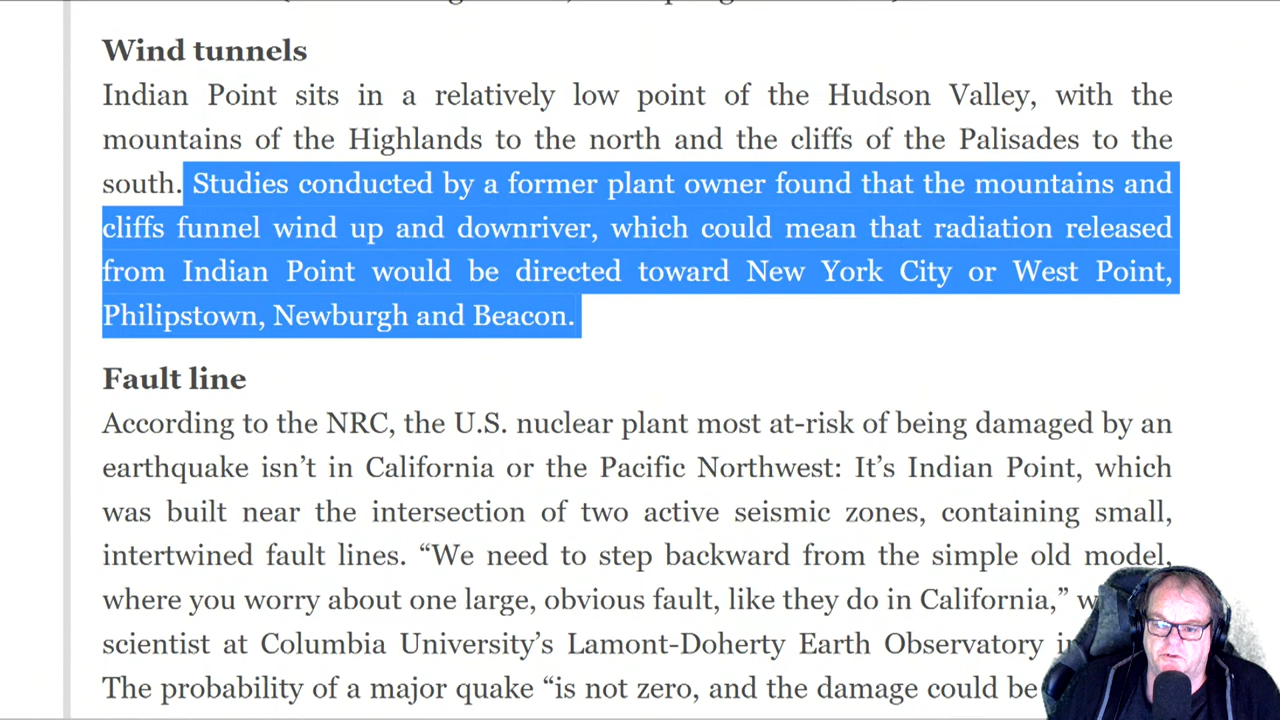 Wind tunnels
Indian Point sits in a relatively low point of the Hudson Valley, with the
mountains of the Highlands to the north and the cliffs of the Palisades to the
south. Studies conducted by a former plant owner found that the mountains and
cliffs funnel wind up and downriver, which could mean that radiation released
from Indian Point would be directed toward New York City or West Point,
Philipstown, Newburgh and Beacon.
Fault line
According to the NRC, the U.S. nuclear plant most at-risk of being damaged by an
earthquake isn’t in California or the Pacific Northwest: It’s Indian Point, which
was built near the intersection of two active seismic zones, containing small,
intertwined fault lines. “We need to step backward from the simple old model,
where you worry about one large, obvious fault, like they do in California,”
scientist at Columbia University’s Lamont-Doherty Earth Observatory
The probability of a major quake “is not zero, and the damage could be